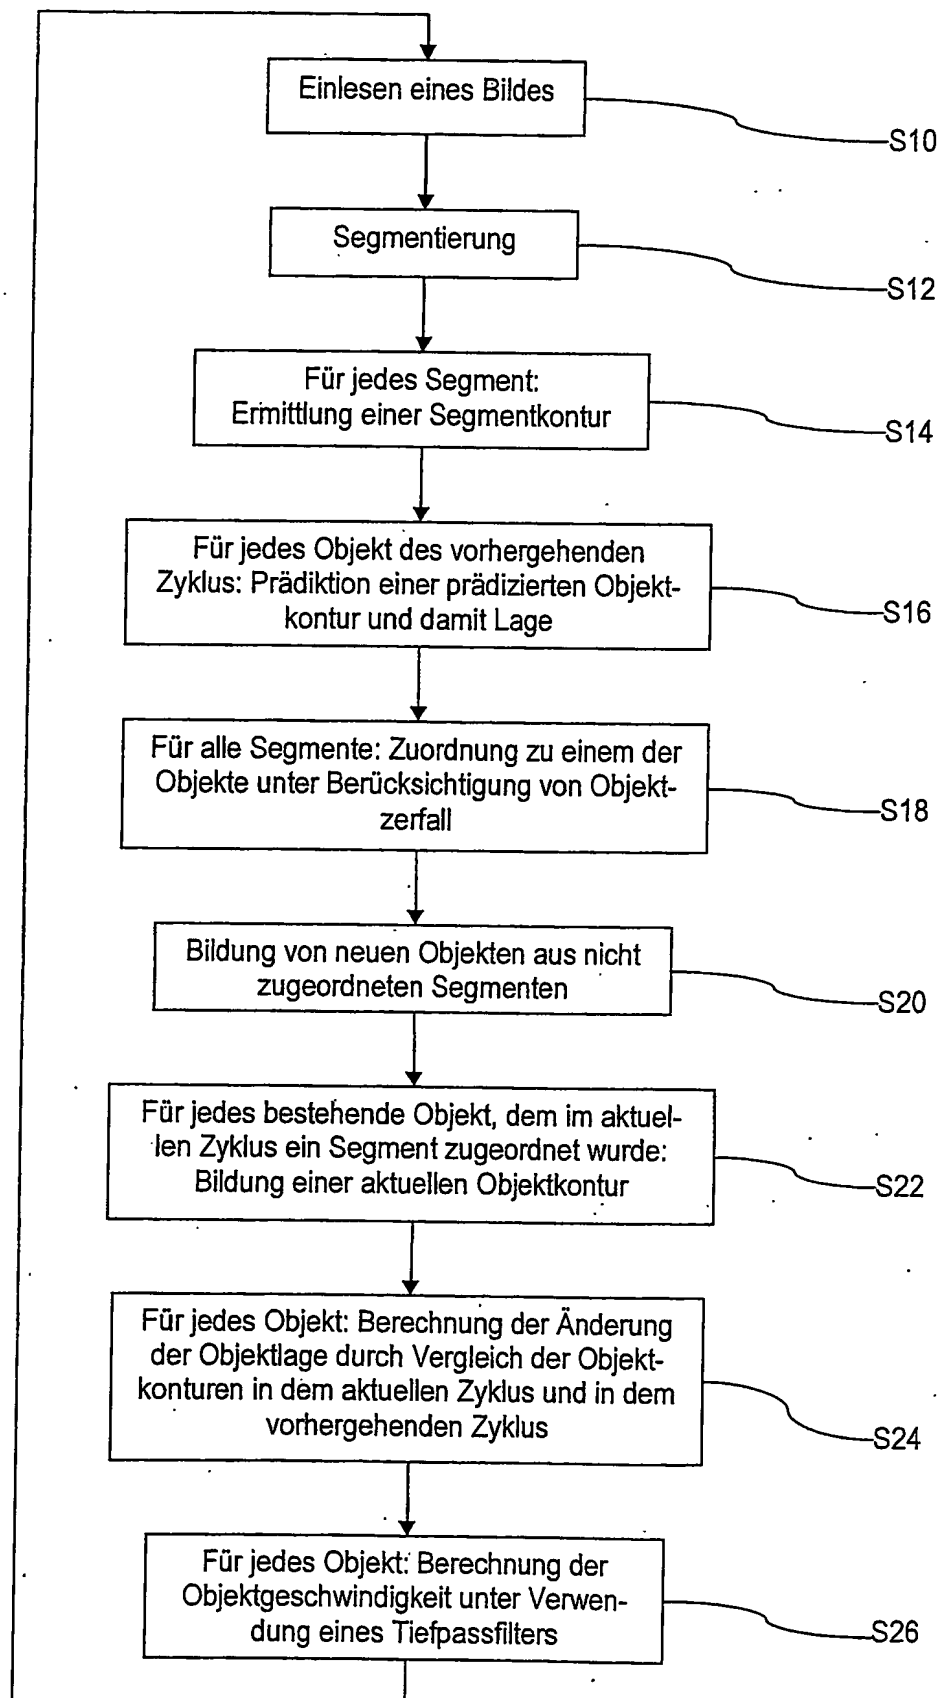 Einlesen eines Bildes
S10
Segmentierung
S12
Für jedes Segment:
Ermittlung einer Segmentkontur
S14
Für jedes Objekt des vorhergehenden
Zyklus: Prädiktion einer prädizierten Objekt-
kontur und damit Lage
S16
Für alle Segmente: Zuordnung zu einem der
Objekte unter Berücksichtigung von Objekt-
zerfall
S18
Bildung von neuen Objekten aus nicht
zugeordneten Segmenten
S20
Für jedes bestehende Objekt, dem im aktuel-
len Zyklus ein Segment zugeordnet wurde:
Bildung einer aktuellen Objektkontur
S22
Für jedes Objekt: Berechnung der Änderung
der Objektlage durch Vergleich der Objekt-
konturen in dem aktuellen Zyklus und in dem
vorhergehenden Zyklus
S24
Für jedes Objekt: Berechnung der
Objektgeschwindigkeit unter Verwen-
dung eines Tiefpassfilters
S26